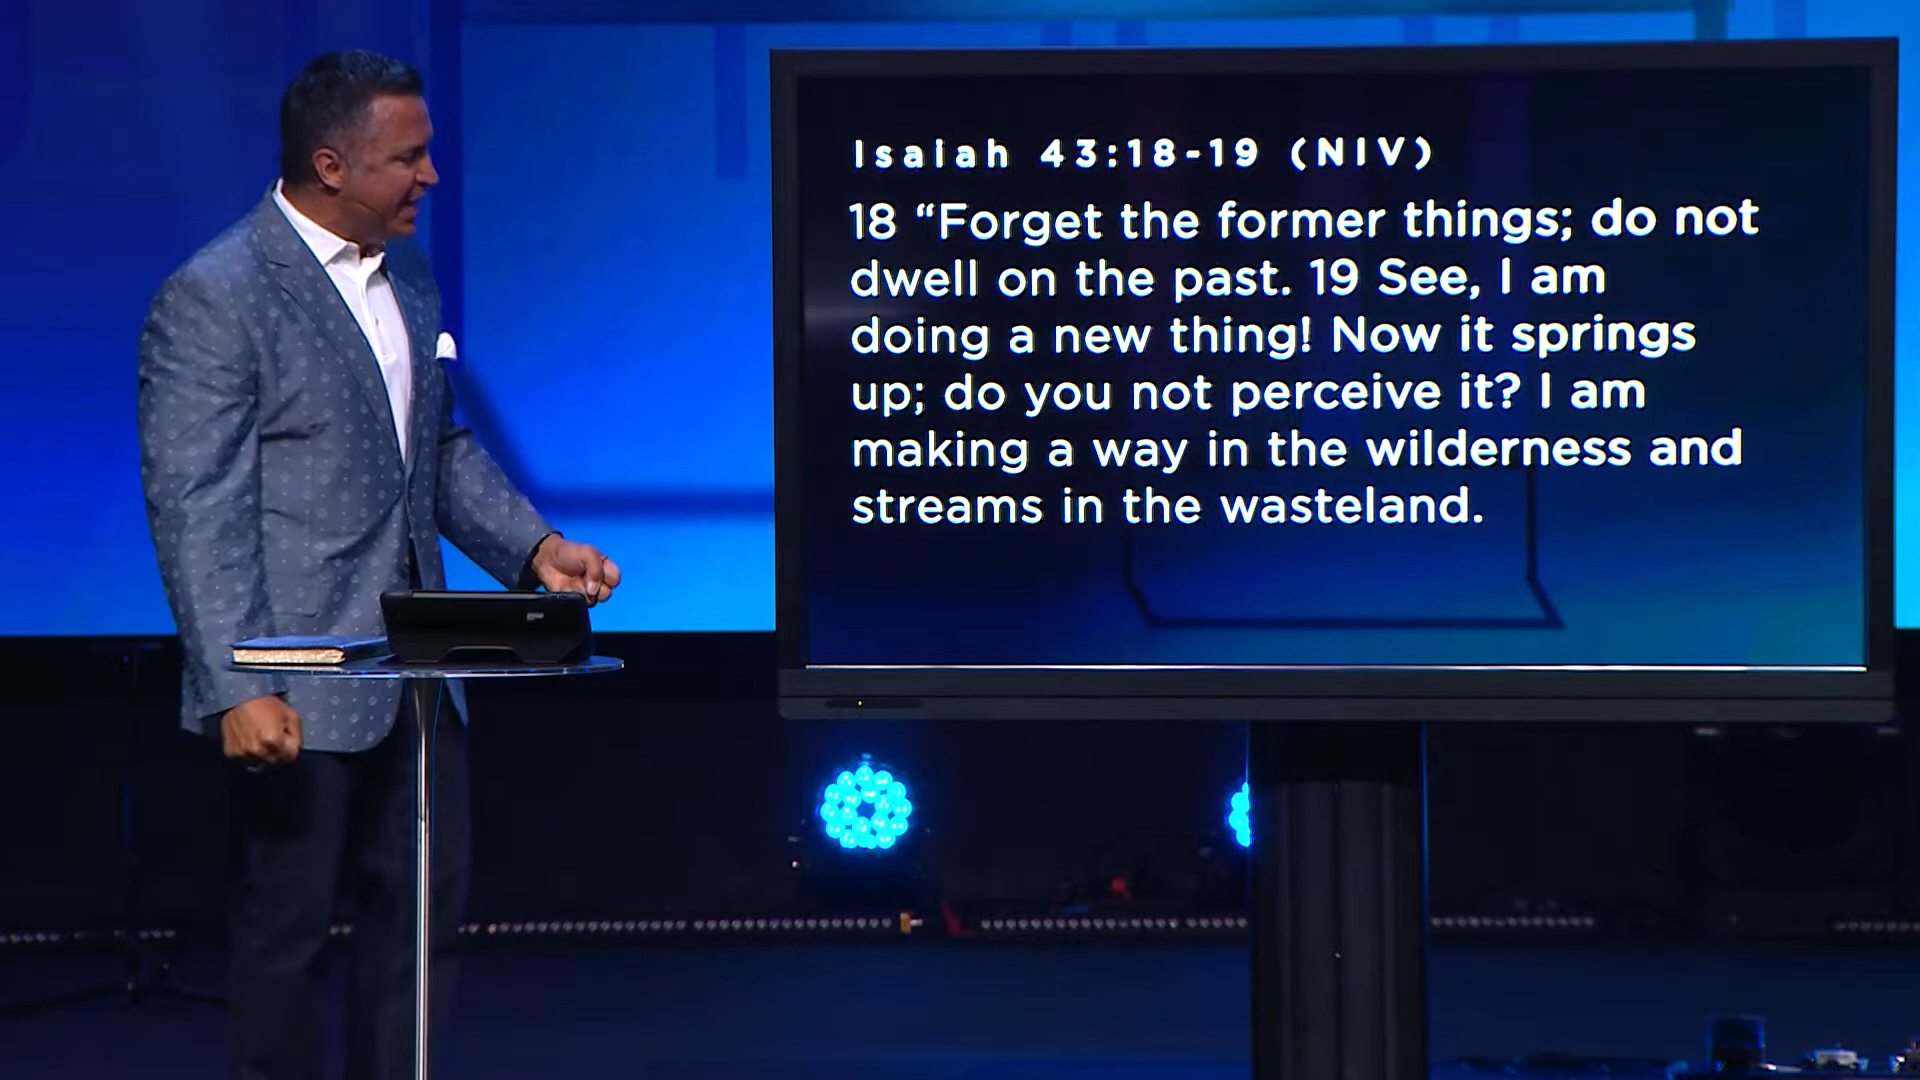 Isaiah 43:18-19 (NIV)
18 “Forget the former things; do not
dwell on the past. 19 See, I am
doing a new thing! Now it springs
up; do you not perceive it? I am
making a way in the wilderness and
streams in the wasteland.